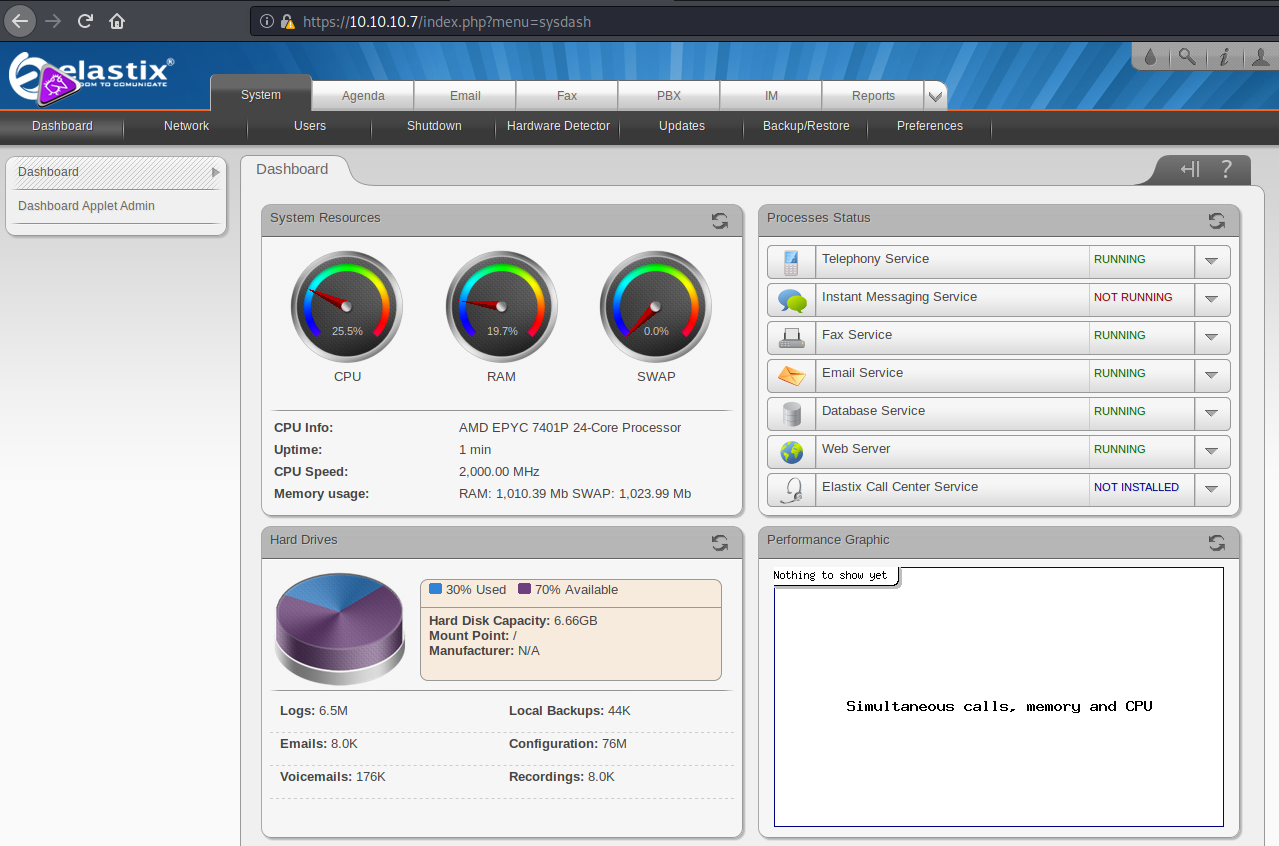 https://10.10.10.7/index.php?menu=sysdash
elastix®
DOM TO COMUNICATE
System Agenda Email Fax PBX IM Reports
Dashboard Network Users Shutdown Hardware Detector Updates Backup/Restore Preferences
Dashboard
Dashboard Applet Admin
Dashboard
System Resources
25.5% 19.7% 0.0%
CPU RAM SWAP
CPU Info: AMD EPYC 7401P 24-Core Processor
Uptime: 1 min
CPU Speed: 2,000.00 MHz
Memory usage: RAM: 1,010.39 Mb SWAP: 1,023.99 Mb
Processes Status
Telephony Service RUNNING
Instant Messaging Service NOT RUNNING
Fax Service RUNNING
Email Service RUNNING
Database Service RUNNING
Web Server RUNNING
Elastix Call Center Service NOT INSTALLED
Hard Drives
30% Used 70% Available
Hard Disk Capacity: 6.66GB
Mount Point: /
Manufacturer: N/A
Logs: 6.5M Local Backups: 44K
Emails: 8.0K Configuration: 76M
Voicemails: 176K Recordings: 8.0K
Performance Graphic
Nothing to show yet
Simultaneous calls, memory and CPU